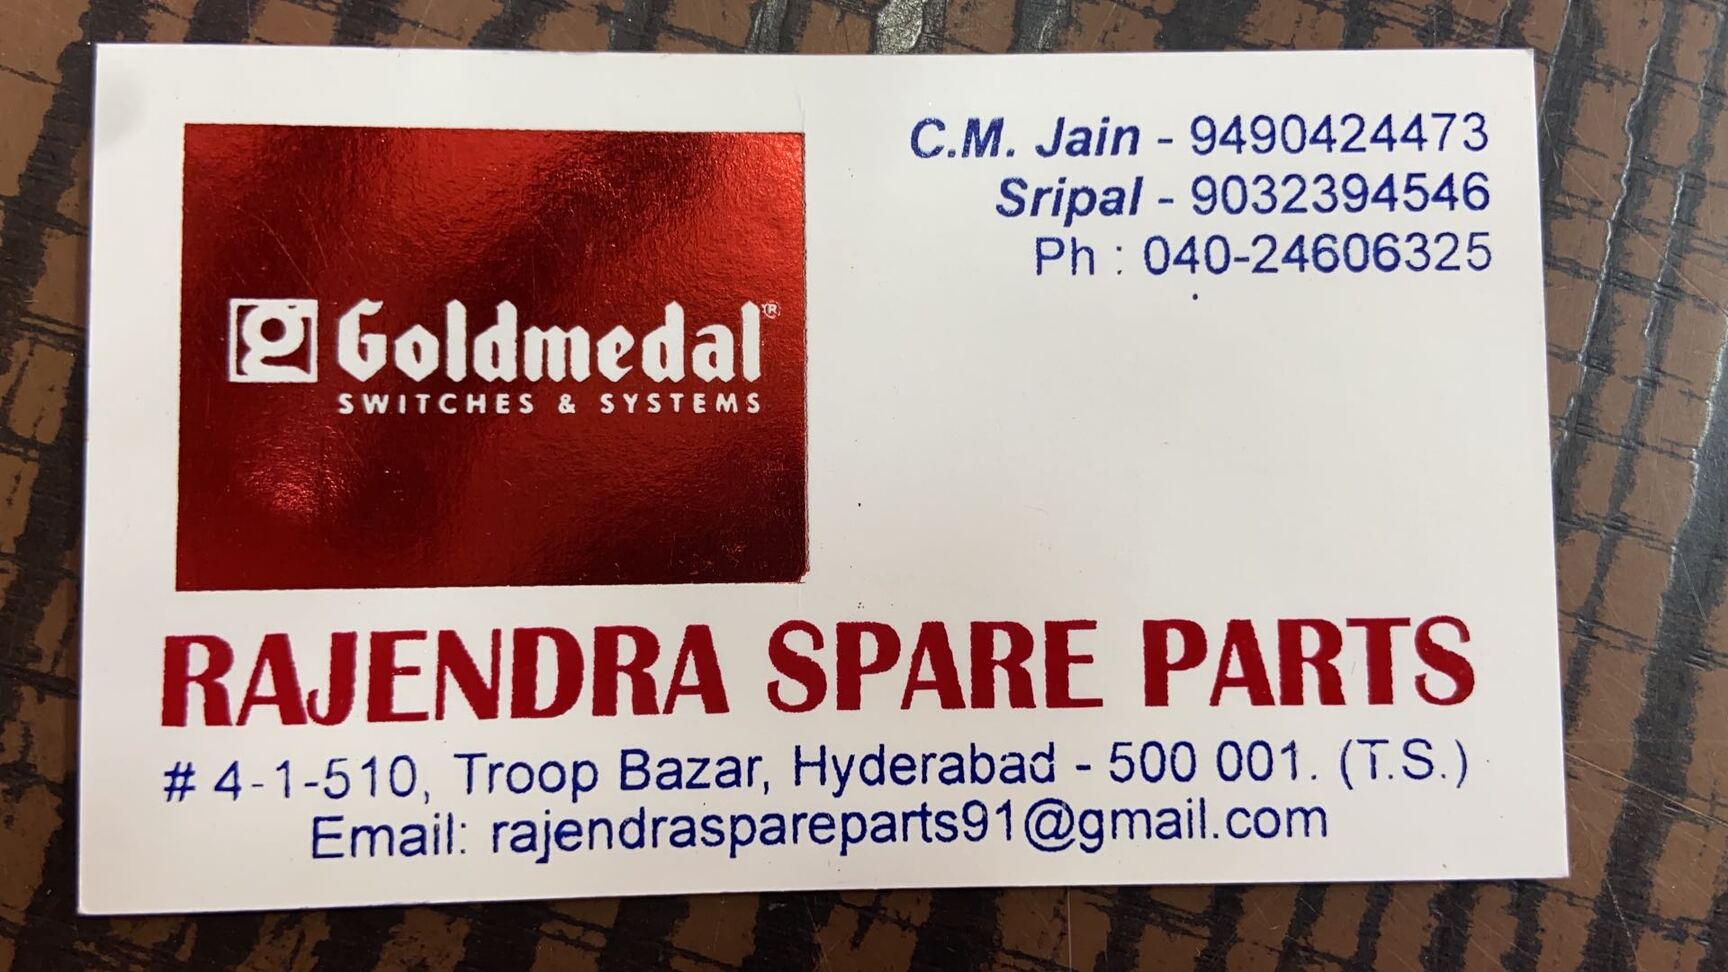 C.M. Jain - 9490424473
Sripal - 9032394546
Ph : 040-24606325
g Goldmedal®
SWITCHES & SYSTEMS
RAJENDRA SPARE PARTS
# 4-1-510, Troop Bazar, Hyderabad - 500 001. (T.S.)
Email: rajendraspareparts91@gmail.com